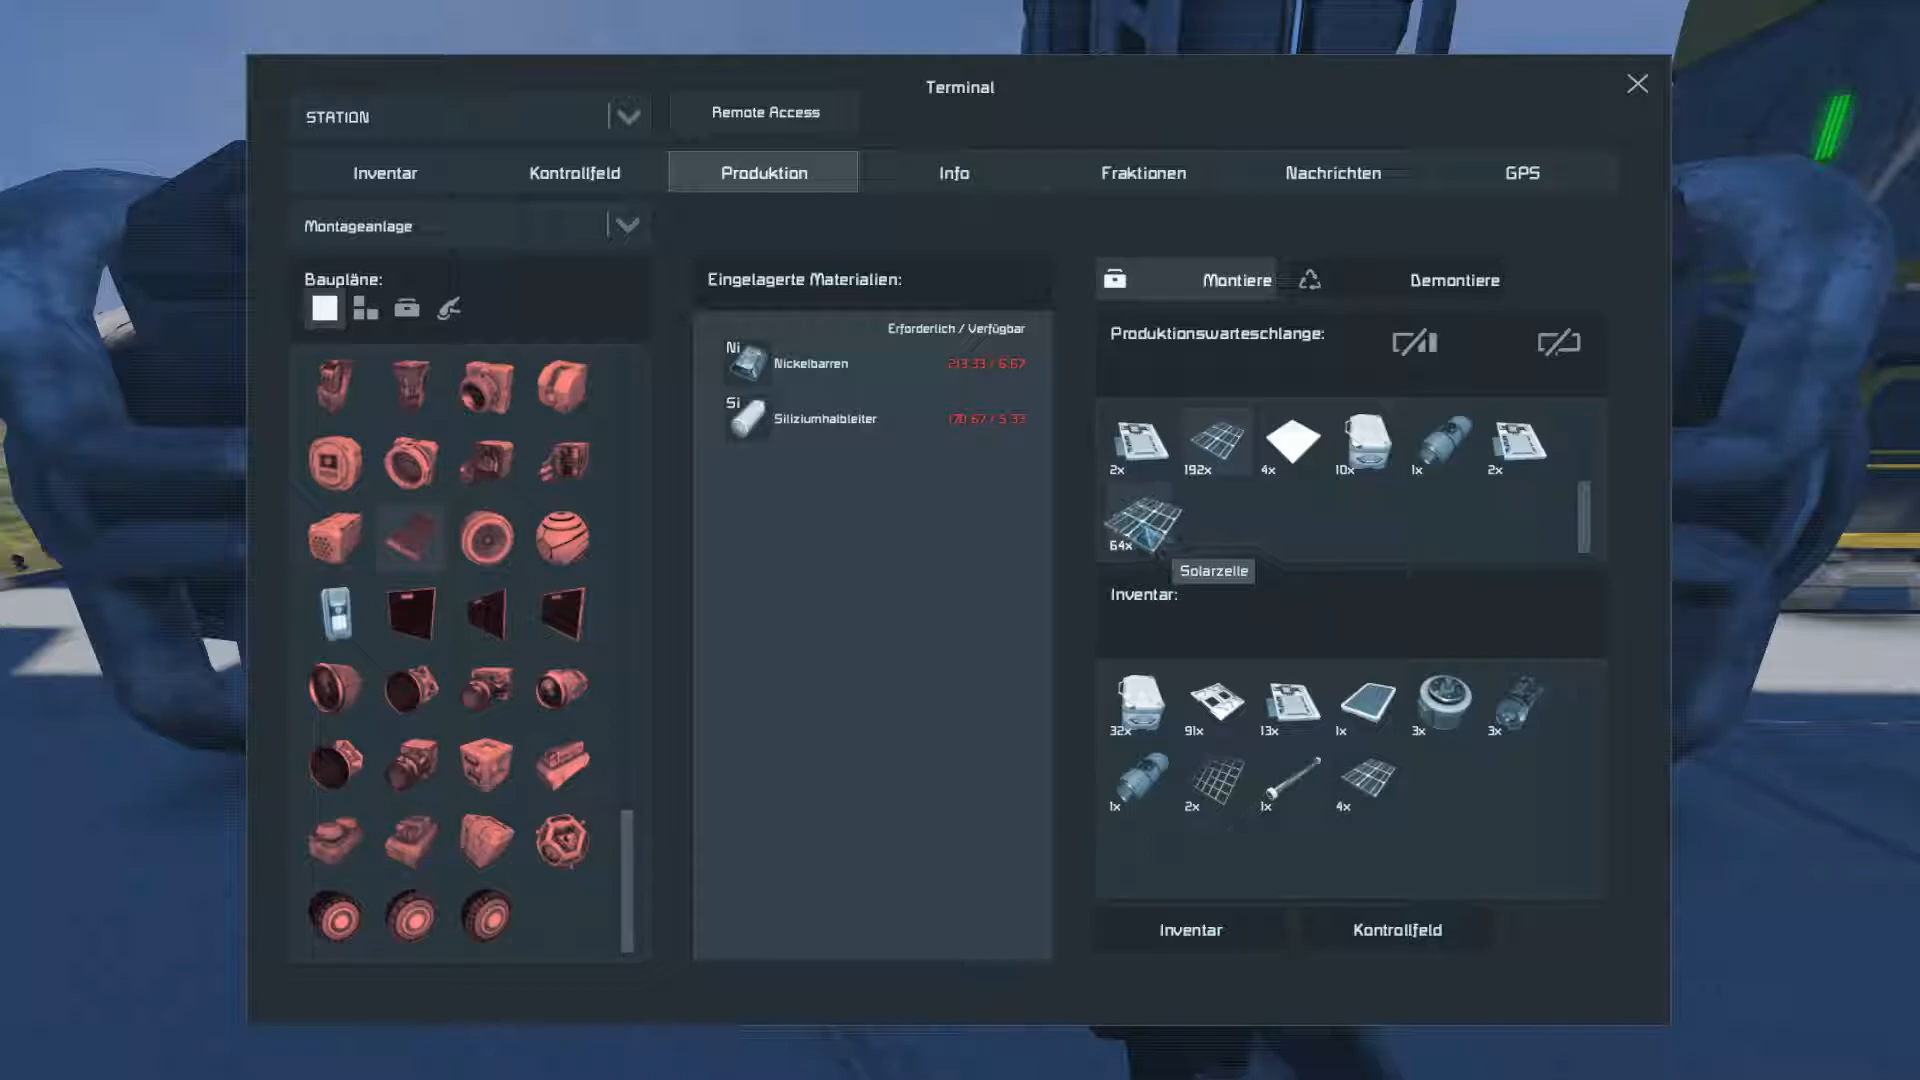 Terminal
STATION
Remote Access
Inventar
Kontrollfeld
Produktion
Info
Fraktionen
Nachrichten
GPS
Montageanlage
Baupläne:
Eingelagerte Materialien:
Erforderlich / Verfügbar
Ni
Nickelbarren
213.33 / 6.67
Si
Siliziumhalbleiter
170.67 / 5.33
Montiere
Demontiere
Produktionswarteschlange:
2x
192x
4x
10x
1x
2x
64x
Solarzelle
Inventar:
32x
91x
13x
1x
3x
3x
1x
2x
1x
4x
Inventar
Kontrollfeld